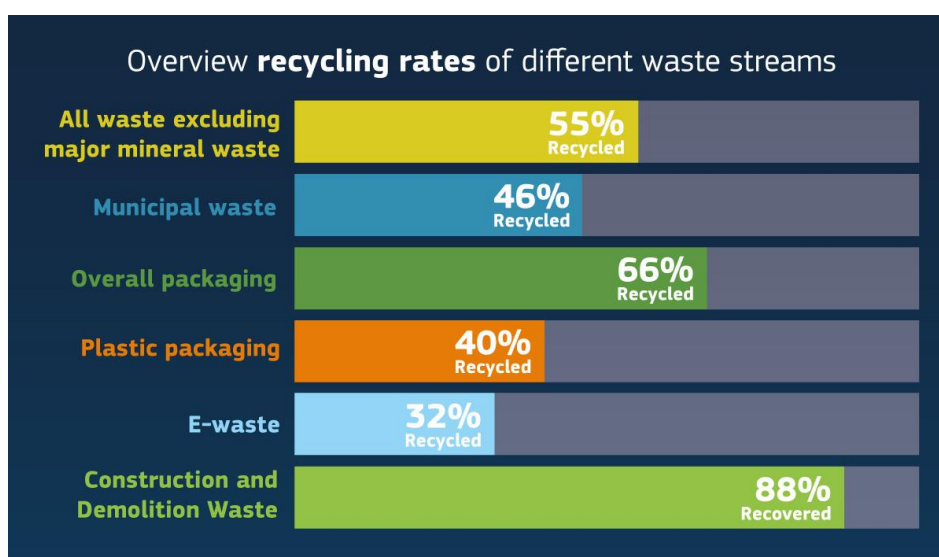 Overview recycling rates of different waste streams
All waste excluding
major mineral waste
55%
Recycled
Municipal waste
46%
Recycled
Overall packaging
66%
Recycled
Plastic packaging
40%
Recycled
E-waste
32%
Recycled
Construction and
Demolition Waste
88%
Recovered